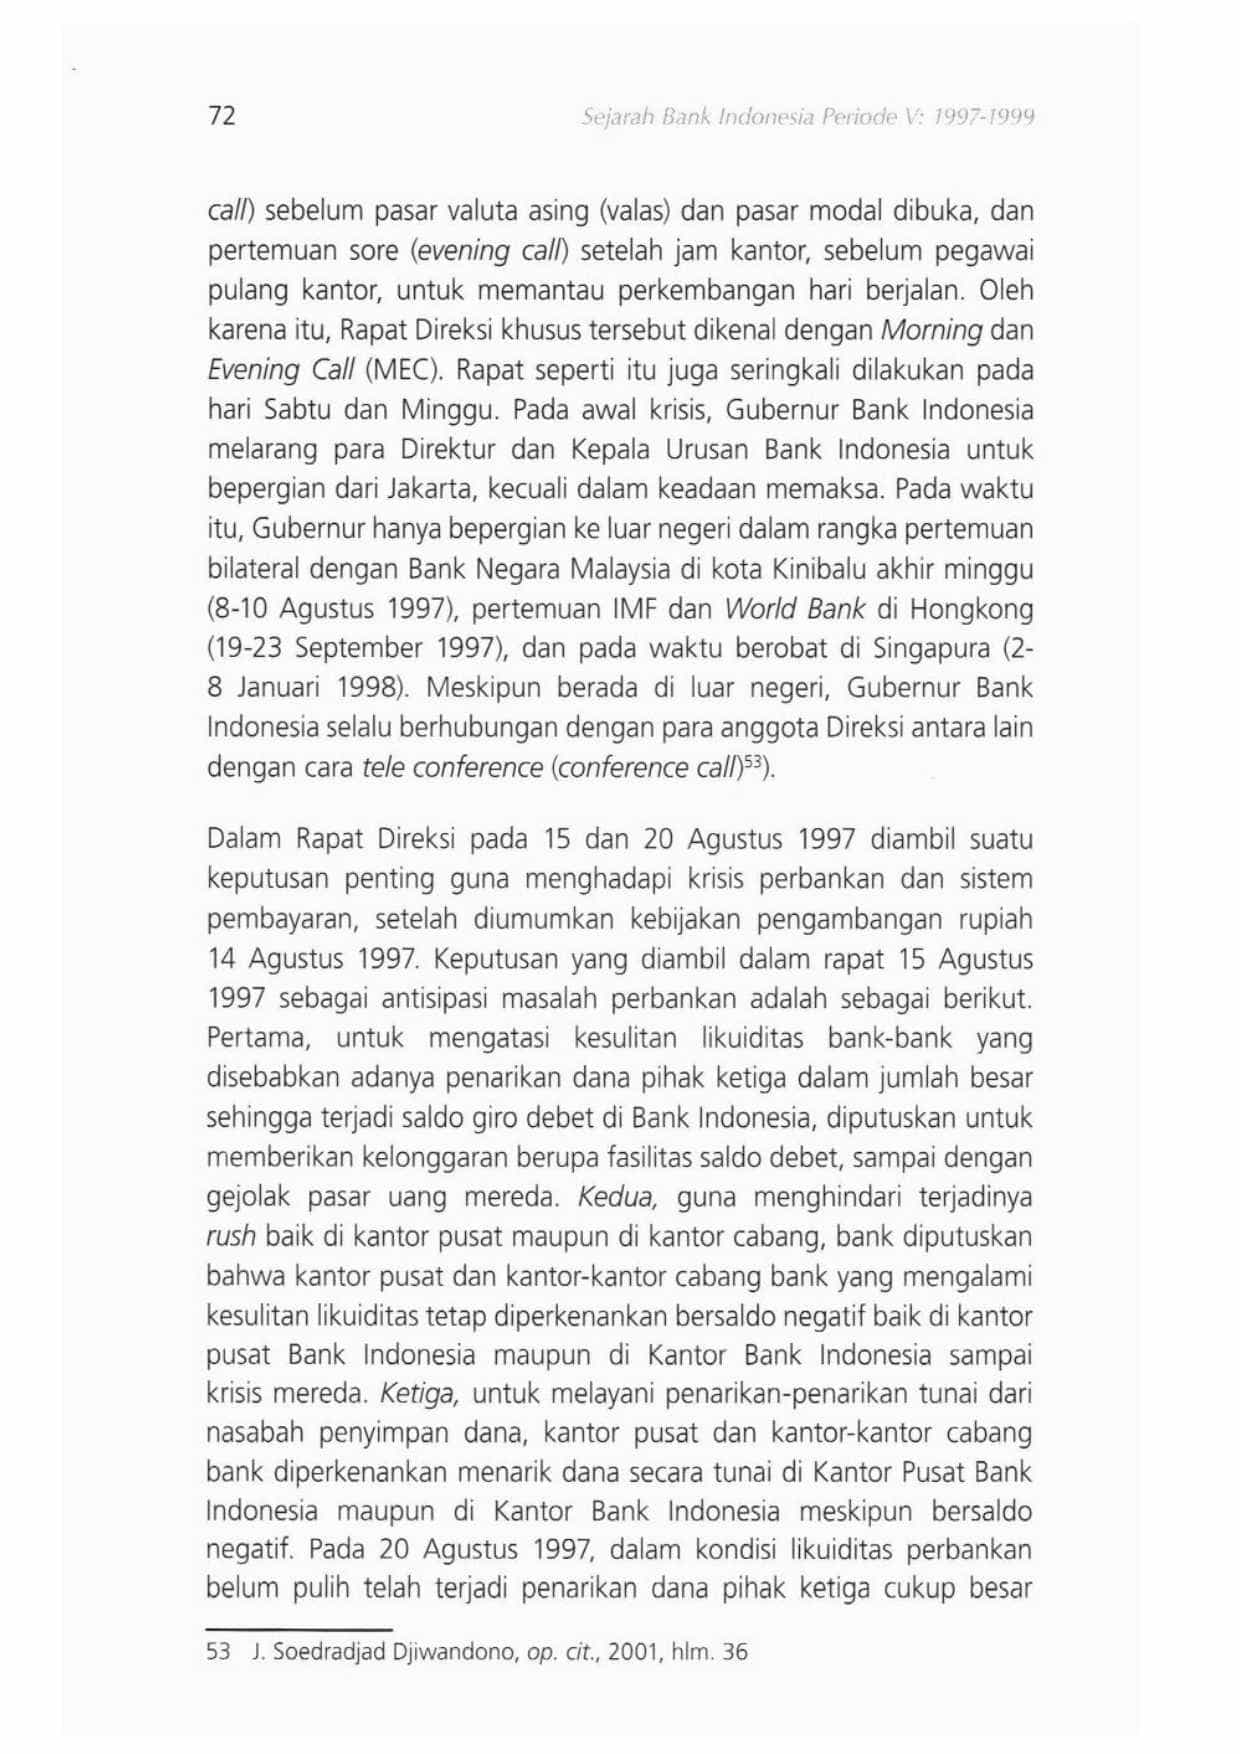 72
Sejarah Bank Indonesia Periode V: 1997-1999
call) sebelum pasar valuta asing (valas) dan pasar modal dibuka, dan
pertemuan sore (evening call) setelah jam kantor, sebelum pegawai
pulang kantor, untuk memantau perkembangan hari berjalan. Oleh
karena itu, Rapat Direksi khusus tersebut dikenal dengan Morning dan
Evening Call (MEC). Rapat seperti itu juga seringkali dilakukan pada
hari Sabtu dan Minggu. Pada awal krisis, Gubernur Bank Indonesia
melarang para Direktur dan Kepala Urusan Bank Indonesia untuk
bepergian dari Jakarta, kecuali dalam keadaan memaksa. Pada waktu
itu, Gubernur hanya bepergian ke luar negeri dalam rangka pertemuan
bilateral dengan Bank Negara Malaysia di kota Kinibalu akhir minggu
(8-10 Agustus 1997), pertemuan IMF dan World Bank di Hongkong
(19-23 September 1997), dan pada waktu berobat di Singapura (2-
8 Januari 1998). Meskipun berada di luar negeri, Gubernur Bank
Indonesia selalu berhubungan dengan para anggota Direksi antara lain
dengan cara tele conference (conference call)53).
Dalam Rapat Direksi pada 15 dan 20 Agustus 1997 diambil suatu
keputusan penting guna menghadapi krisis perbankan dan sistem
pembayaran, setelah diumumkan kebijakan pengambangan rupiah
14 Agustus 1997. Keputusan yang diambil dalam rapat 15 Agustus
1997 sebagai antisipasi masalah perbankan adalah sebagai berikut.
Pertama, untuk mengatasi kesulitan likuiditas bank-bank yang
disebabkan adanya penarikan dana pihak ketiga dalam jumlah besar
sehingga terjadi saldo giro debet di Bank Indonesia, diputuskan untuk
memberikan kelonggaran berupa fasilitas saldo debet, sampai dengan
gejolak pasar uang mereda. Kedua, guna menghindari terjadinya
rush baik di kantor pusat maupun di kantor cabang, bank diputuskan
bahwa kantor pusat dan kantor-kantor cabang bank yang mengalami
kesulitan likuiditas tetap diperkenankan bersaldo negatif baik di kantor
pusat Bank Indonesia maupun di Kantor Bank Indonesia sampai
krisis mereda. Ketiga, untuk melayani penarikan-penarikan tunai dari
nasabah penyimpan dana, kantor pusat dan kantor-kantor cabang
bank diperkenankan menarik dana secara tunai di Kantor Pusat Bank
Indonesia maupun di Kantor Bank Indonesia meskipun bersaldo
negatif. Pada 20 Agustus 1997, dalam kondisi likuiditas perbankan
belum pulih telah terjadi penarikan dana pihak ketiga cukup besar
53 J. Soedradjad Djiwandono, op. cit., 2001, hlm. 36